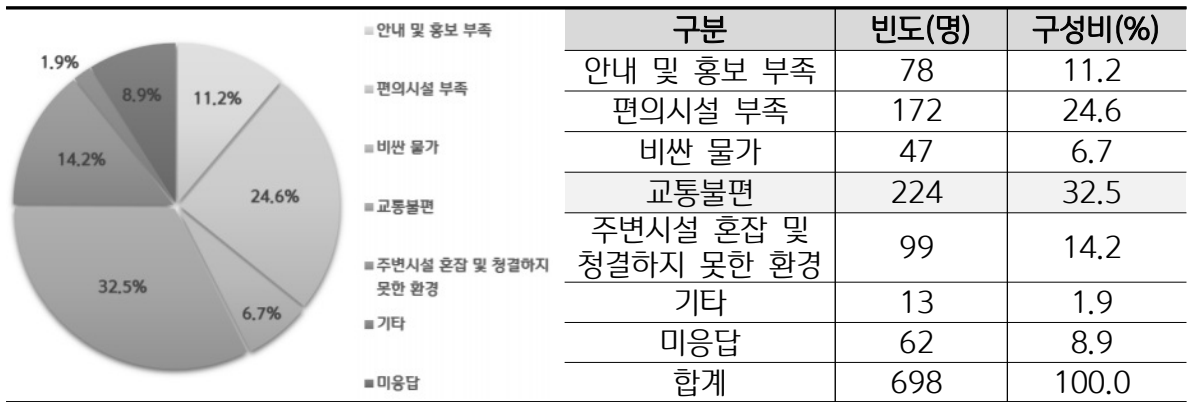 1.9%
8.9%
11.2%
14.2%
24.6%
32.5%
6.7%
안내 및 홍보 부족
편의시설 부족
비싼 물가
교통불편
주변시설 혼잡 및 청결하지
못한 환경
기타
미응답
구분 빈도(명) 구성비(%)
안내 및 홍보 부족 78 11.2
편의시설 부족 172 24.6
비싼 물가 47 6.7
교통불편 224 32.5
주변시설 혼잡 및
청결하지 못한 환경 99 14.2
기타 13 1.9
미응답 62 8.9
합계 698 100.0